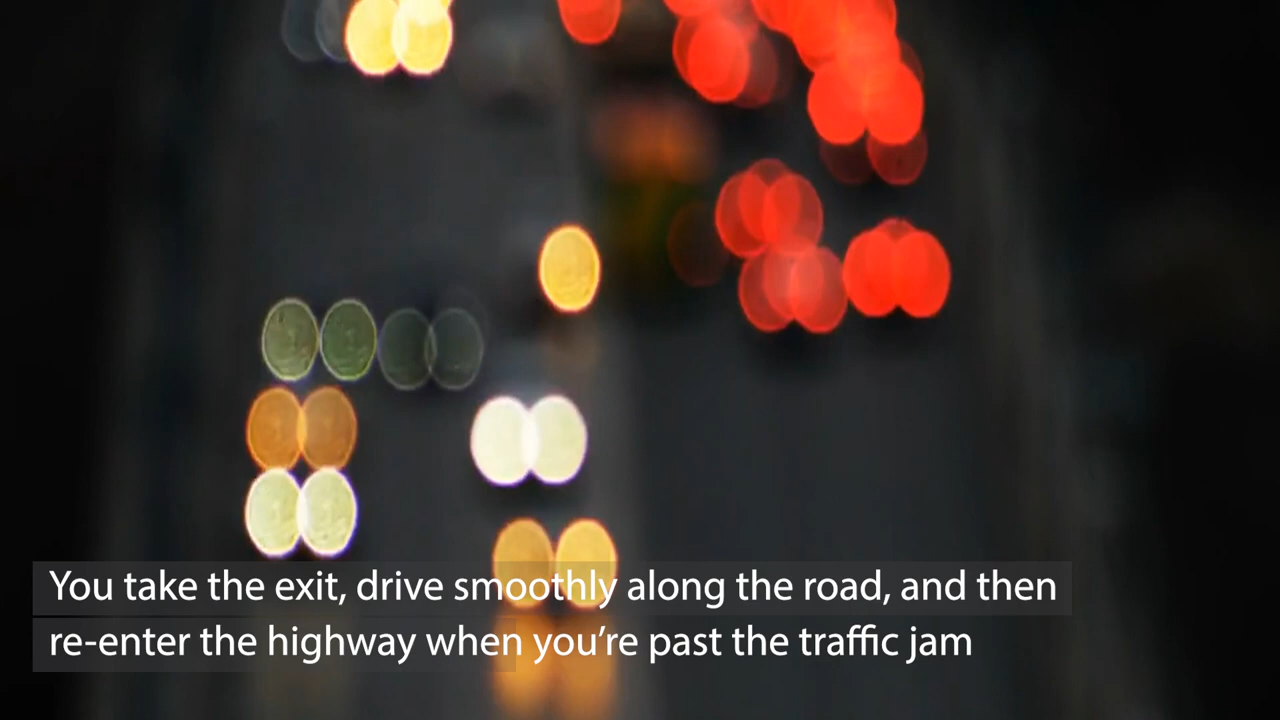 You take the exit, drive smoothly along the road, and then
re-enter the highway when you’re past the traffic jam